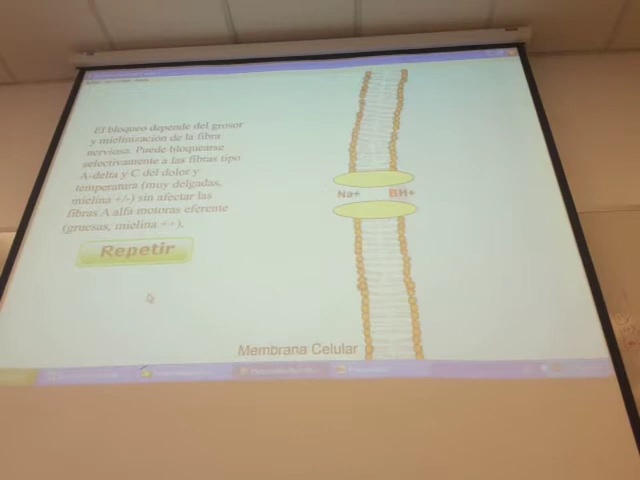 El bloqueo depende del grosor
y mielinización de la fibra
nerviosa. Puede bloquearse
selectivamente a las fibras tipo
A-delta y C del dolor y
temperatura (muy delgadas,
mielina +/-) sin afectar las
fibras A alfa motoras eferente
(gruesas, mielina ++).
Na+ BH+
Repetir
Membrana Celular